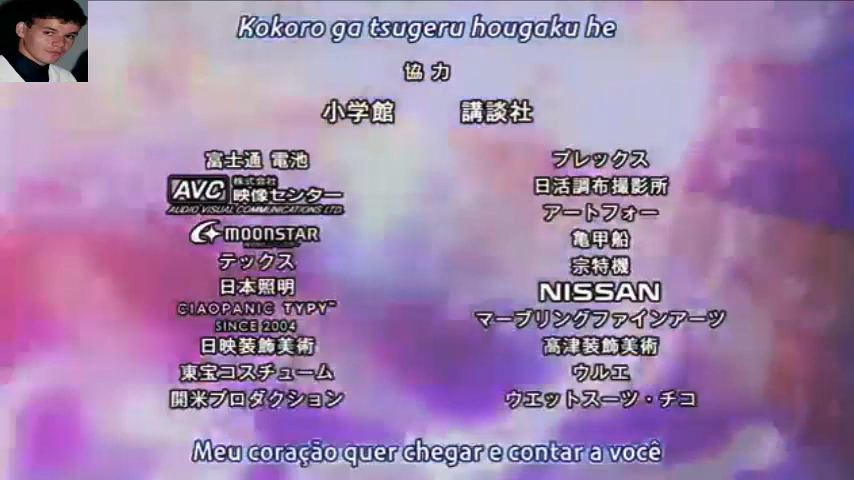 Kokoro ga tsugeru hougaku he
協力
小学館 講談社
富士通 電池
AVC 株式会社 映像センター
AUDIO VISUAL COMMUNICATIONS LTD.
MOONSTAR
テックス
日本照明
CIAOPANIC TYPY
SINCE 2004
日映装飾美術
東宝コスチューム
開米プロダクション
プレックス
日活調布撮影所
アートフォー
亀甲船
宗特機
NISSAN
マーブリングファインアーツ
高津装飾美術
ウルエ
ウエットスーツ・チコ
Meu coração quer chegar e contar a você